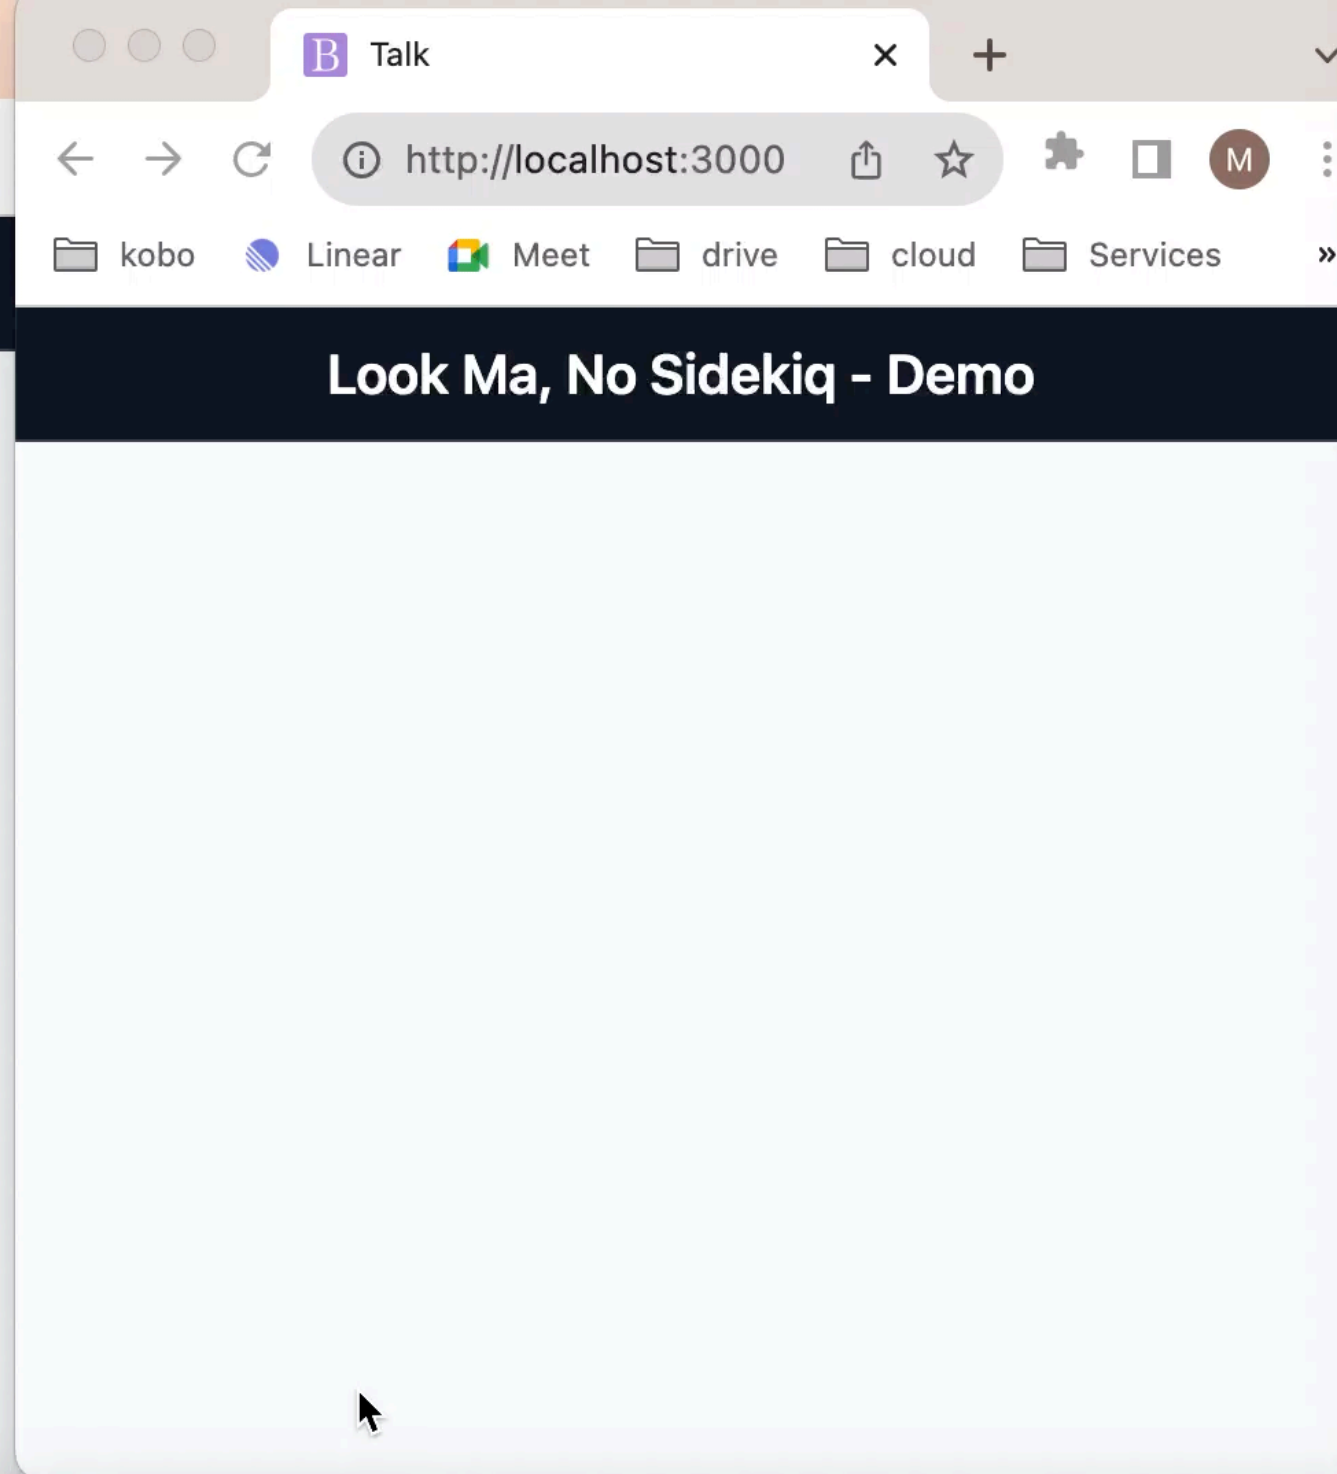 B Talk
http://localhost:3000 M
kobo Linear Meet drive cloud Services »
Look Ma, No Sidekiq - Demo